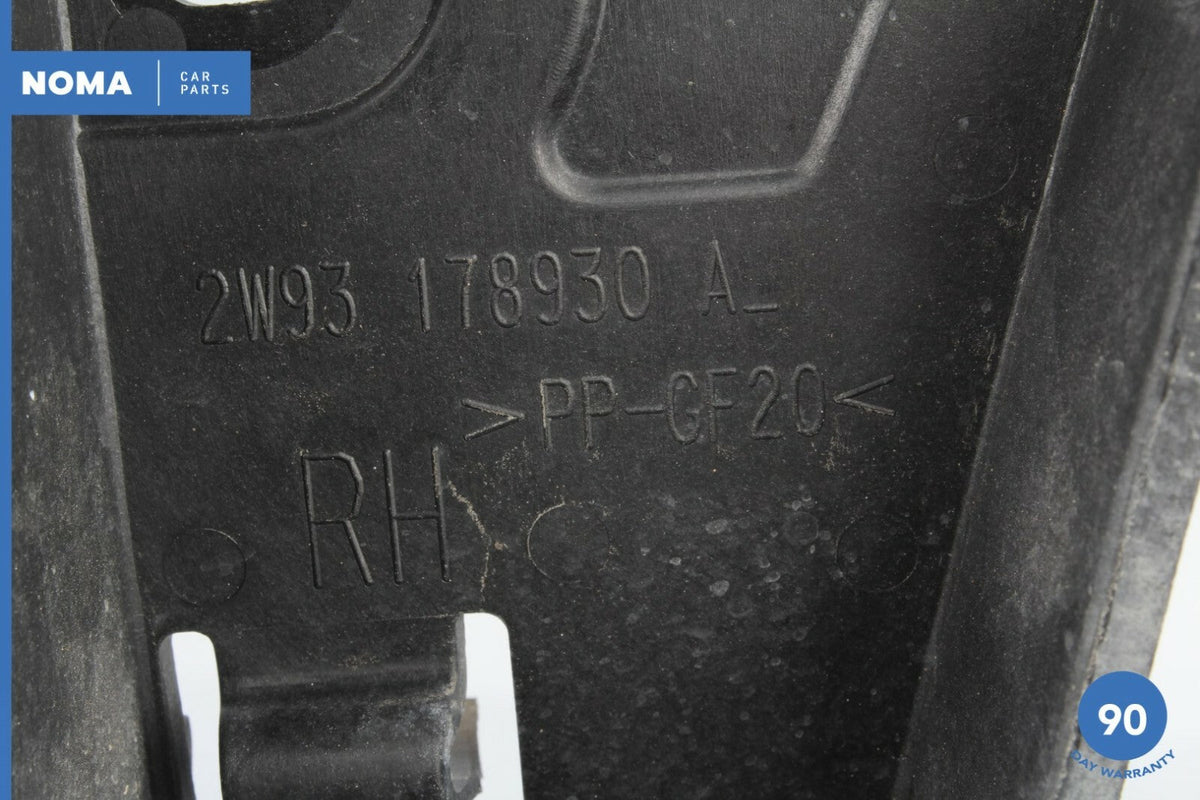 NOMA CAR PARTS
2W93 178930 A_
>PP-GF20<
RH
90
DAY WARRANTY